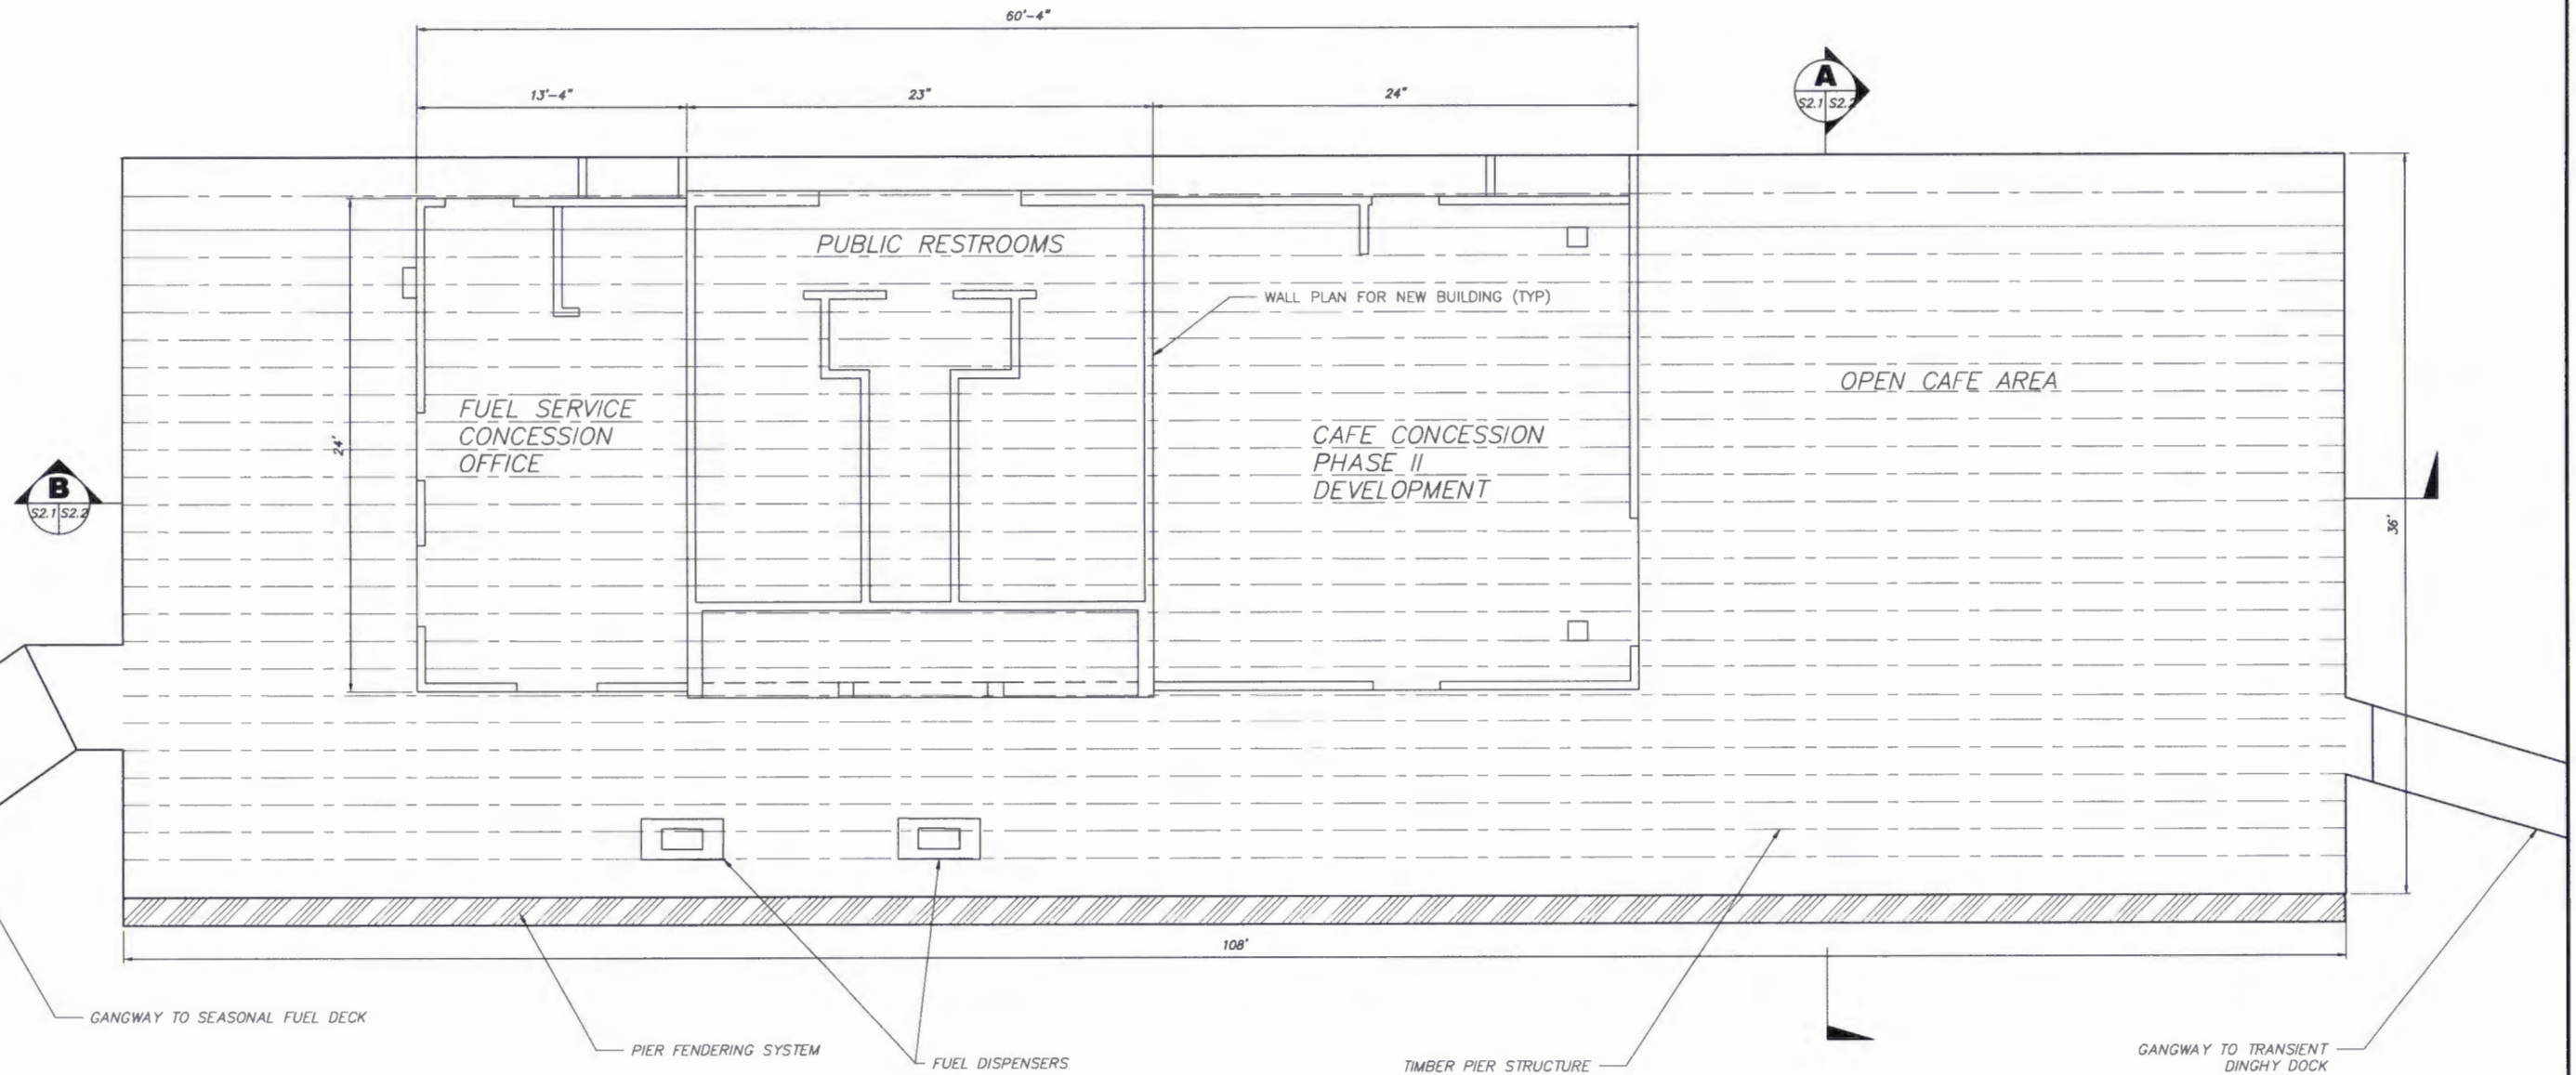 60'-4"
13'-4"
23"
24"
A
S2.1 S2.2
PUBLIC RESTROOMS
WALL PLAN FOR NEW BUILDING (TYP)
OPEN CAFE AREA
FUEL SERVICE
CONCESSION
OFFICE
24'
CAFE CONCESSION
PHASE II
DEVELOPMENT
B
S2.1 S2.2
36'
108'
GANGWAY TO SEASONAL FUEL DECK
PIER FENDERING SYSTEM
FUEL DISPENSERS
TIMBER PIER STRUCTURE
GANGWAY TO TRANSIENT
DINGHY DOCK